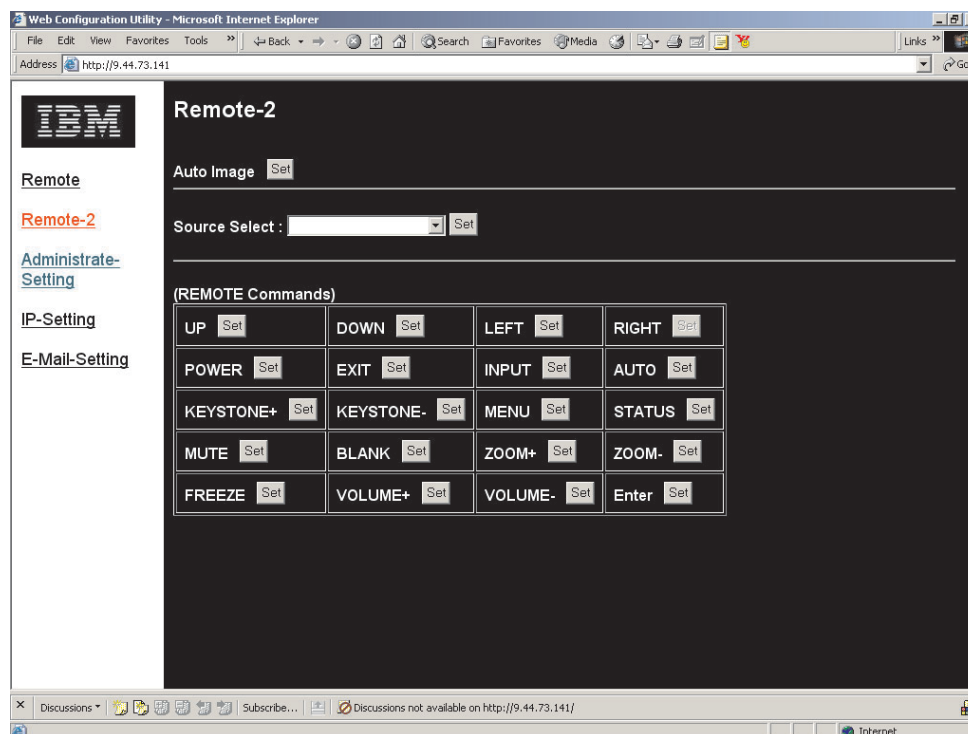 Web Configuration Utility - Microsoft Internet Explorer
File Edit View Favorites Tools » Back Search Favorites Media Links »
Address http://9.44.73.141 Go
IBM
Remote
Remote-2
Administrate-
Setting
IP-Setting
E-Mail-Setting
Remote-2
Auto Image Set
Source Select : Set
(REMOTE Commands)
UP Set DOWN Set LEFT Set RIGHT Set
POWER Set EXIT Set INPUT Set AUTO Set
KEYSTONE+ Set KEYSTONE- Set MENU Set STATUS Set
MUTE Set BLANK Set ZOOM+ Set ZOOM- Set
FREEZE Set VOLUME+ Set VOLUME- Set Enter Set
Discussions Subscribe... Discussions not available on http://9.44.73.141/
Internet